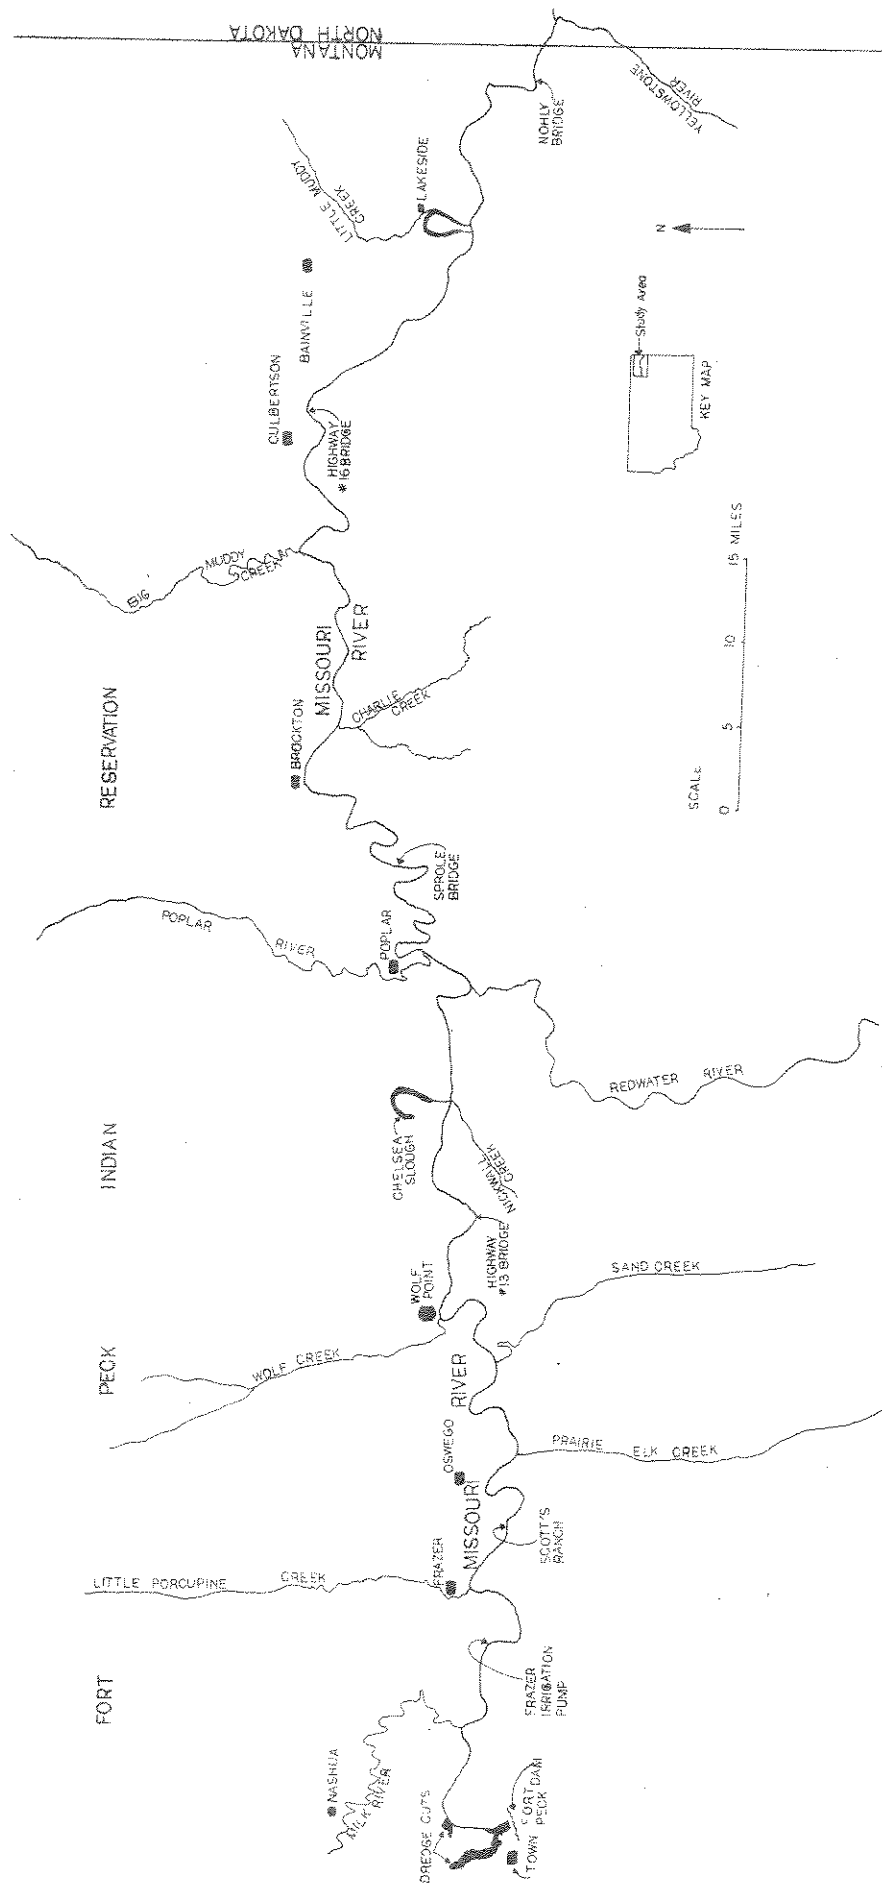 FORT
PECK
INDIAN
RESERVATION
MONTANA
NORTH DAKOTA
NASHUA
MILK RIVER
DREDGE CUTS
TOWN
FORT
PECK
DAM
FRAZER
IRRIGATION
PUMP
LITTLE PORCUPINE
CREEK
FRAZER
MISSOURI
RIVER
SCOTT'S
RANCH
OSWEGO
PRAIRIE
ELK CREEK
WOLF CREEK
WOLF
POINT
SAND CREEK
HIGHWAY
#13 BRIDGE
NICKWALL
CREEK
CHELSEA
SLOUGH
REDWATER
RIVER
POPLAR
RIVER
POPLAR
SPROLE
BRIDGE
BROCKTON
MISSOURI
RIVER
CHARLIE
CREEK
BIG
MUDDY
CREEK
CULBERTSON
HIGHWAY
#16 BRIDGE
BAINVILLE
LITTLE MUDDY
CREEK
LAKESIDE
NOHLY
BRIDGE
YELLOWSTONE
RIVER
N
Study Area
KEY MAP
SCALE
0
5
10
15 MILES